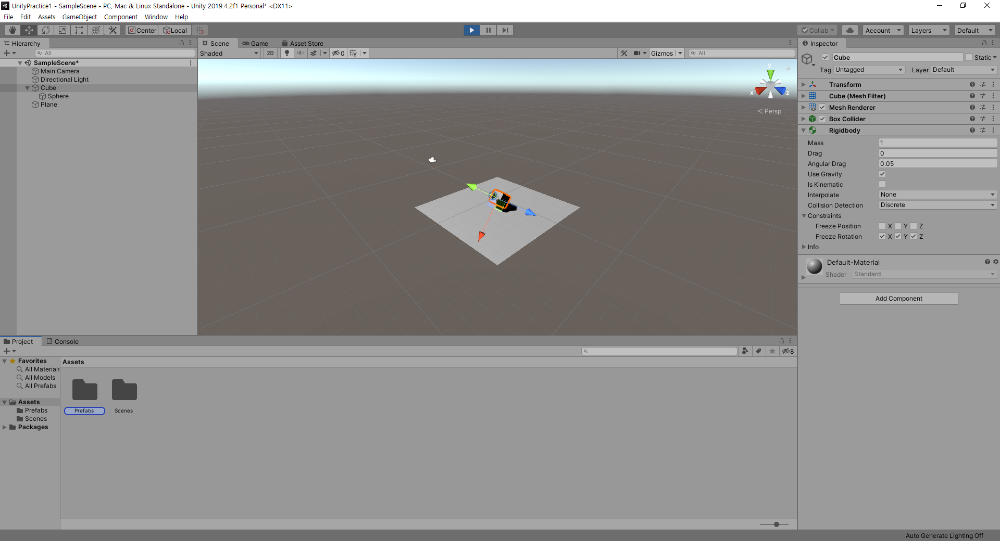 UnityPractice1 - SampleScene - PC, Mac & Linux Standalone - Unity 2019.4.2f1 Personal* <DX11>
File Edit Assets GameObject Component Window Help
Center Local Collab Account Layers Default
Hierarchy
All
SampleScene*
Main Camera
Directional Light
Cube
Sphere
Plane
Scene Game Asset Store
Shaded 2D 0 Gizmos All
y
x z
Persp
Inspector
Cube Static
Tag Untagged Layer Default
Transform
Cube (Mesh Filter)
Mesh Renderer
Box Collider
Rigidbody
Mass 1
Drag 0
Angular Drag 0.05
Use Gravity
Is Kinematic
Interpolate None
Collision Detection Discrete
Constraints
Freeze Position X Y Z
Freeze Rotation X Y Z
Info
Default-Material
Shader Standard
Add Component
Project Console
8
Favorites
All Materials
All Models
All Prefabs
Assets
Prefabs
Scenes
Packages
Assets
Prefabs Scenes
Auto Generate Lighting Off